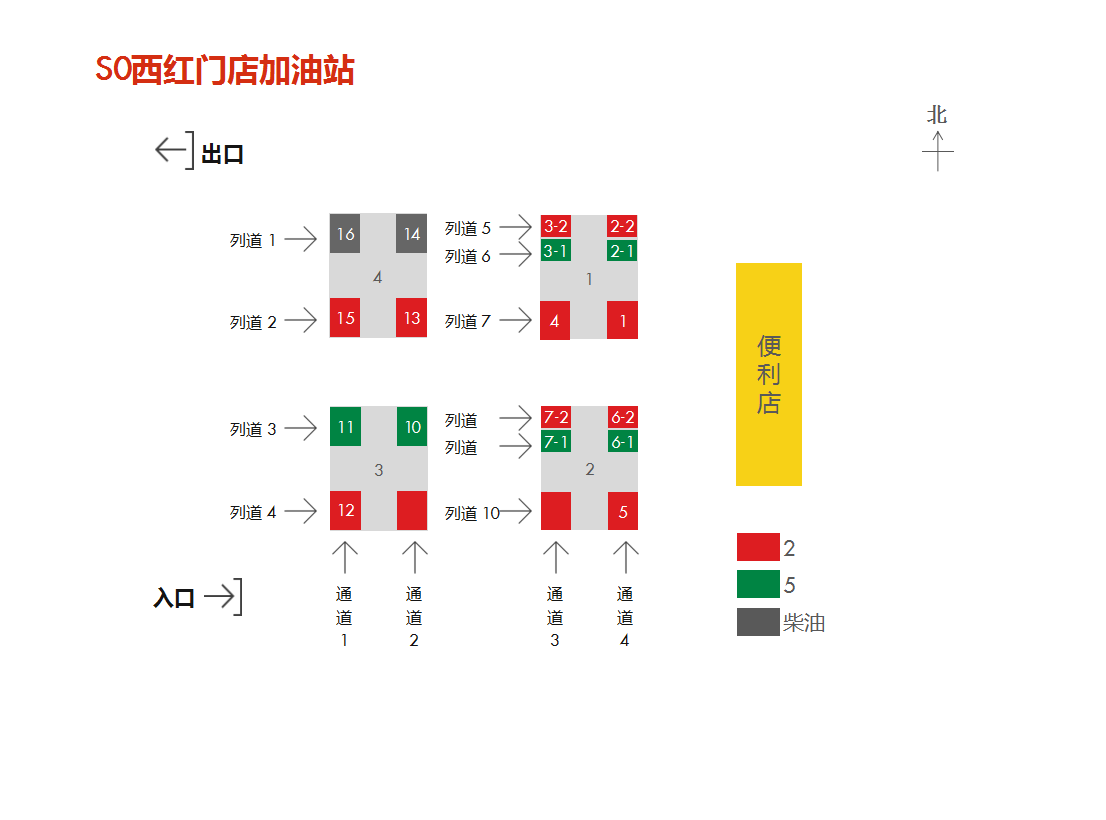 SO西红门店加油站
北
出口
列道 1
16
14
列道 5
3-2
2-2
列道 6
3-1
2-1
4
1
列道 2
15
13
列道 7
4
1
便利店
列道 3
11
10
列道
7-2
6-2
列道
7-1
6-1
3
2
列道 4
12
列道 10
5
2
5
柴油
入口
通道1
通道2
通道3
通道4